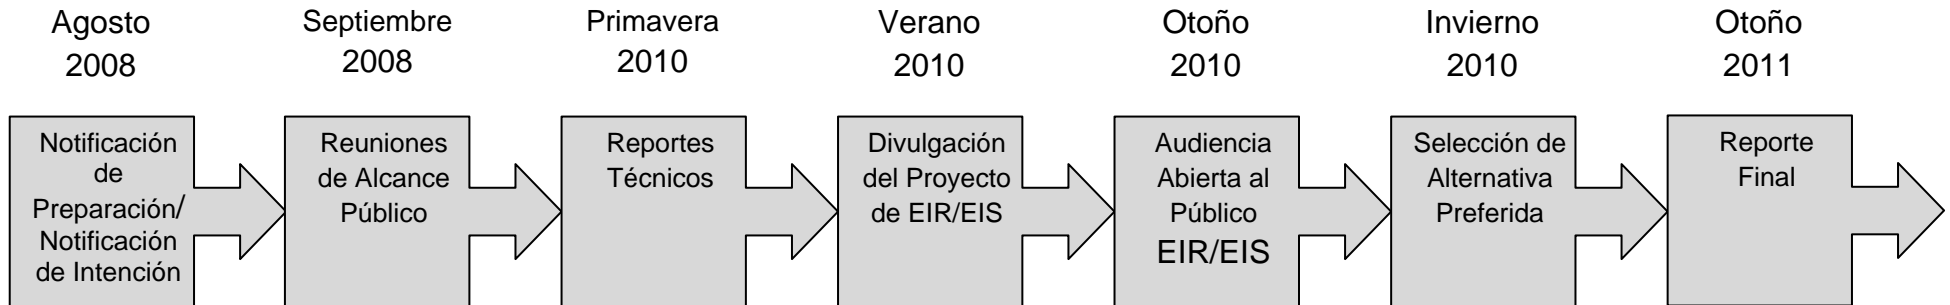 Agosto
2008
Septiembre
2008
Primavera
2010
Verano
2010
Otoño
2010
Invierno
2010
Otoño
2011
Notificación
de
Preparación/
Notificación
de Intención
Reuniones
de Alcance
Público
Reportes
Técnicos
Divulgación
del Proyecto
de EIR/EIS
Audiencia
Abierta al
Público
EIR/EIS
Selección de
Alternativa
Preferida
Reporte
Final